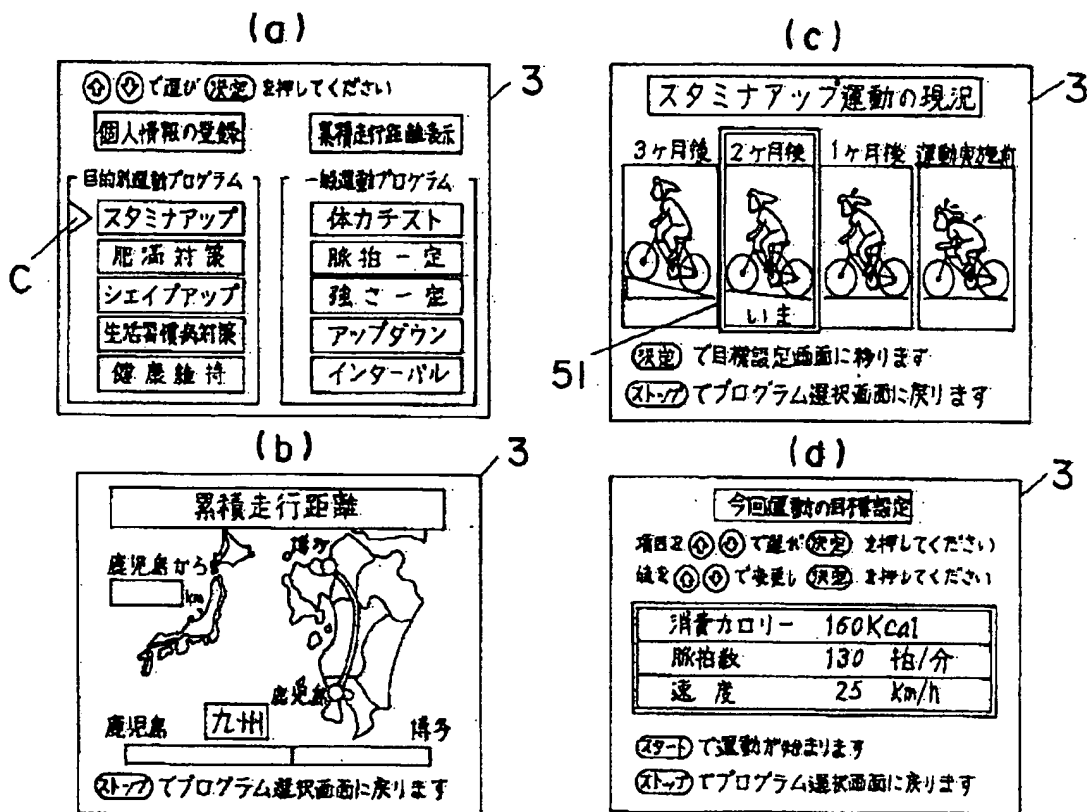 (a)
3
⇧ ⇩ で選び 決定 を押してください
個人情報の登録
累積走行距離表示
目的別運動プログラム
一般運動プログラム
C
スタミナアップ
肥満対策
シェイプアップ
生活習慣病対策
健康維持
体力テスト
脈拍一定
強さ一定
アップダウン
インターバル
(b)
3
累積走行距離
鹿児島から
km
博多
鹿児島
鹿児島
九州
博多
ストップ でプログラム選択画面に戻ります
(c)
3
スタミナアップ運動の現況
3ヶ月後
2ヶ月後
1ヶ月後
運動実施前
いま
51
決定 で目標設定画面に移ります
ストップ でプログラム選択画面に戻ります
(d)
3
今回運動の目標設定
項目を ⇧ ⇩ で選び 決定 を押してください
値を ⇧ ⇩ で変更し 決定 を押してください
消費カロリー 160Kcal
脈拍数 130 拍/分
速度 25 km/h
スタート で運動が始まります
ストップ でプログラム選択画面に戻ります